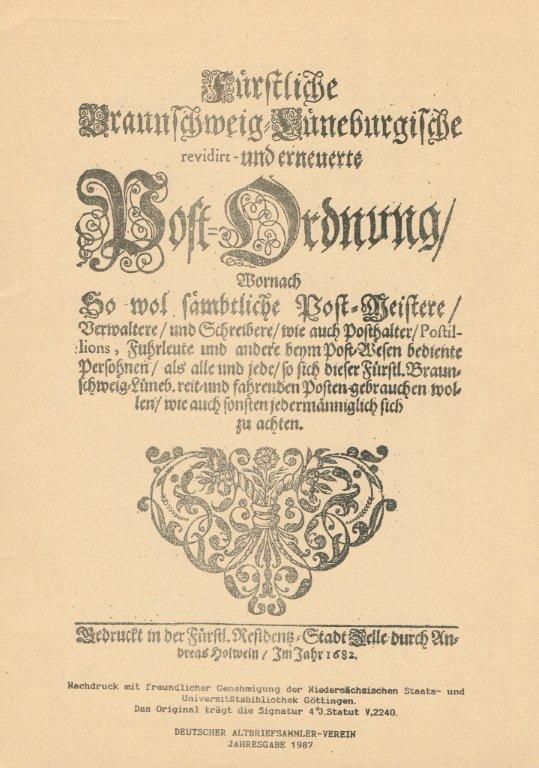 Fürstliche
Braunschweig-Lüneburgische
revidirt- und erneuerte
Post-Ordnung/
Wornach
So wol sämbtliche Post-Meistere/
Verwaltere/ und Schreibere/ wie auch Posthalter/ Postil-
lions, Fuhrleute und andere beym Post-Wesen bediente
Persohnen/ als alle und jede/ so sich dieser Fürstl. Braun-
schweig-Lüneb. reit- und fahrenden Posten gebrauchen wol-
len/ wie auch sonsten jedermänniglich sich
zu achten.
Gedruckt in der Fürstl. Residentz-Stadt Zelle durch An-
dreas Holwein/ Im Jahr 1682.
Nachdruck mit freundlicher Genehmigung der Niedersächsischen Staats- und
Universitätsbibliothek Göttingen.
Das Original trägt die Signatur 4°J.Statut V,2240.
DEUTSCHER ALTBRIEFSAMMLER-VEREIN
JAHRESGABE 1987